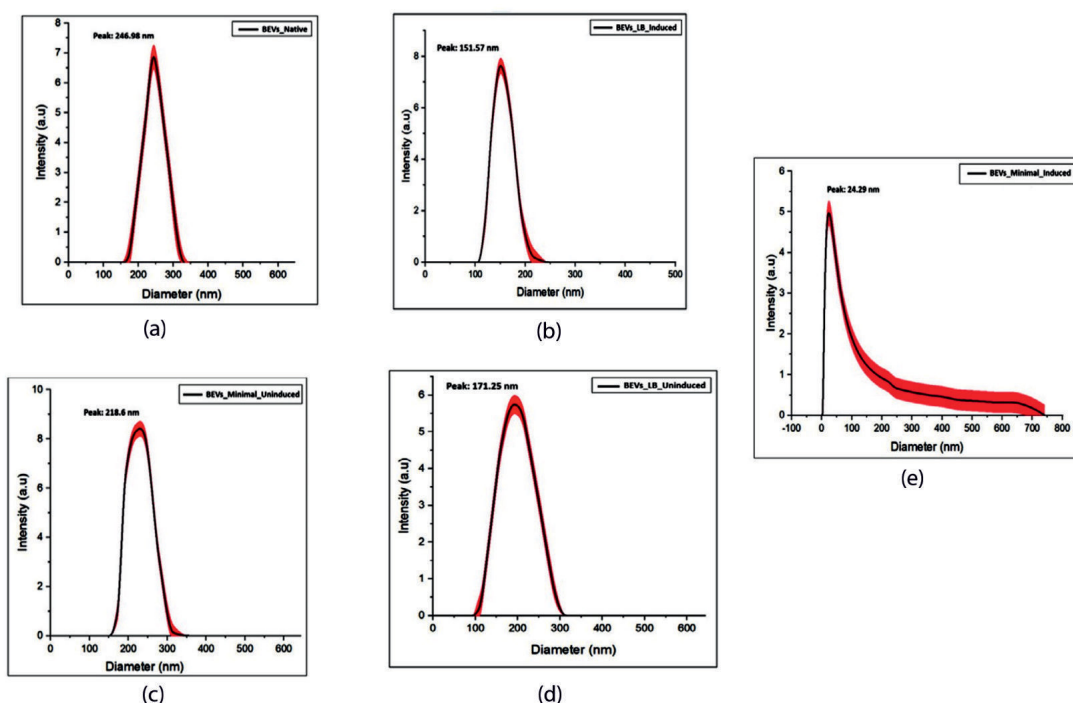 BEVs_Native
Peak: 246.98 nm
8
7
6
5
4
3
2
1
0
Intensity (a.u)
0 100 200 300 400 500 600
Diameter (nm)
(a)
BEVs_LB_Induced
Peak: 151.57 nm
8
6
4
2
0
Intensity (a.u)
0 100 200 300 400 500
Diameter (nm)
(b)
BEVs_Minimal_Uninduced
Peak: 218.6 nm
10
8
6
4
2
0
Intensity (a.u)
0 100 200 300 400 500 600
Diameter (nm)
(c)
BEVs_LB_Uninduced
Peak: 171.25 nm
6
5
4
3
2
1
0
Intensity (a.u)
0 100 200 300 400 500 600
Diameter (nm)
(d)
BEVs_Minimal_Induced
Peak: 24.29 nm
6
5
4
3
2
1
0
Intensity (a.u)
-100 0 100 200 300 400 500 600 700 800
Diameter (nm)
(e)